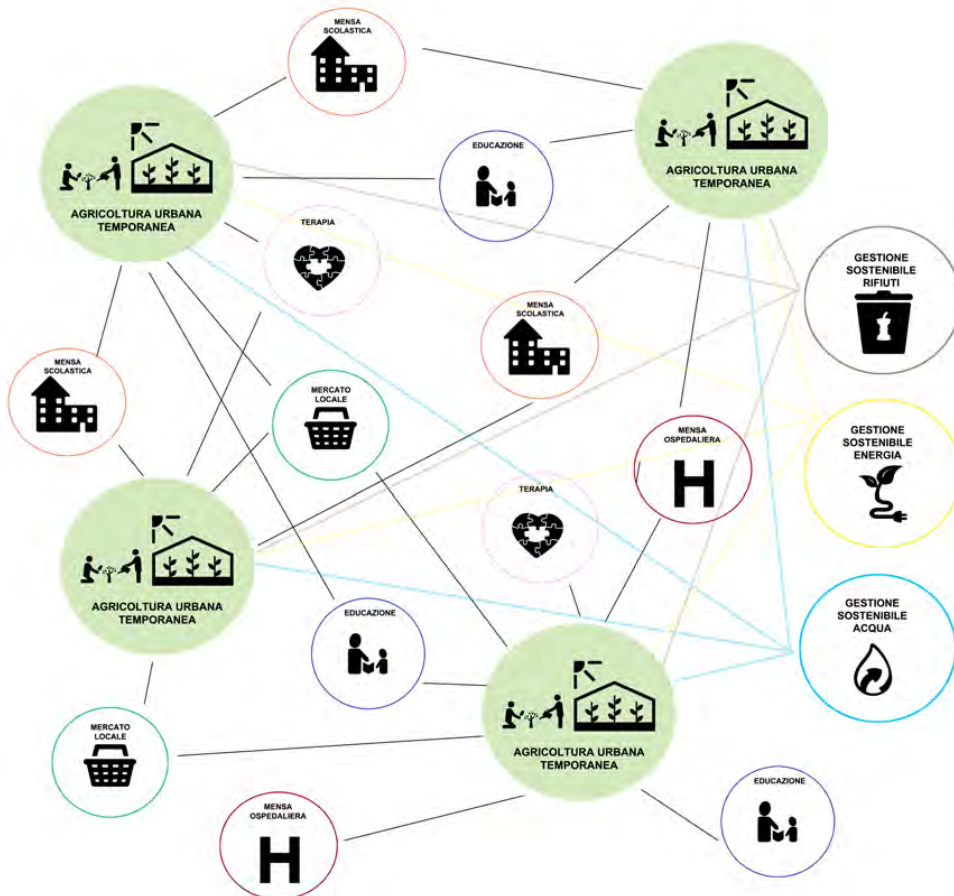 MENSA
SCOLASTICA
AGRICOLTURA URBANA
TEMPORANEA
EDUCAZIONE
AGRICOLTURA URBANA
TEMPORANEA
TERAPIA
GESTIONE
SOSTENIBILE
RIFIUTI
MENSA
SCOLASTICA
MENSA
SCOLASTICA
MERCATO
LOCALE
MENSA
OSPEDALIERA
H
GESTIONE
SOSTENIBILE
ENERGIA
TERAPIA
AGRICOLTURA URBANA
TEMPORANEA
EDUCAZIONE
GESTIONE
SOSTENIBILE
ACQUA
MERCATO
LOCALE
AGRICOLTURA URBANA
TEMPORANEA
MENSA
OSPEDALIERA
H
EDUCAZIONE